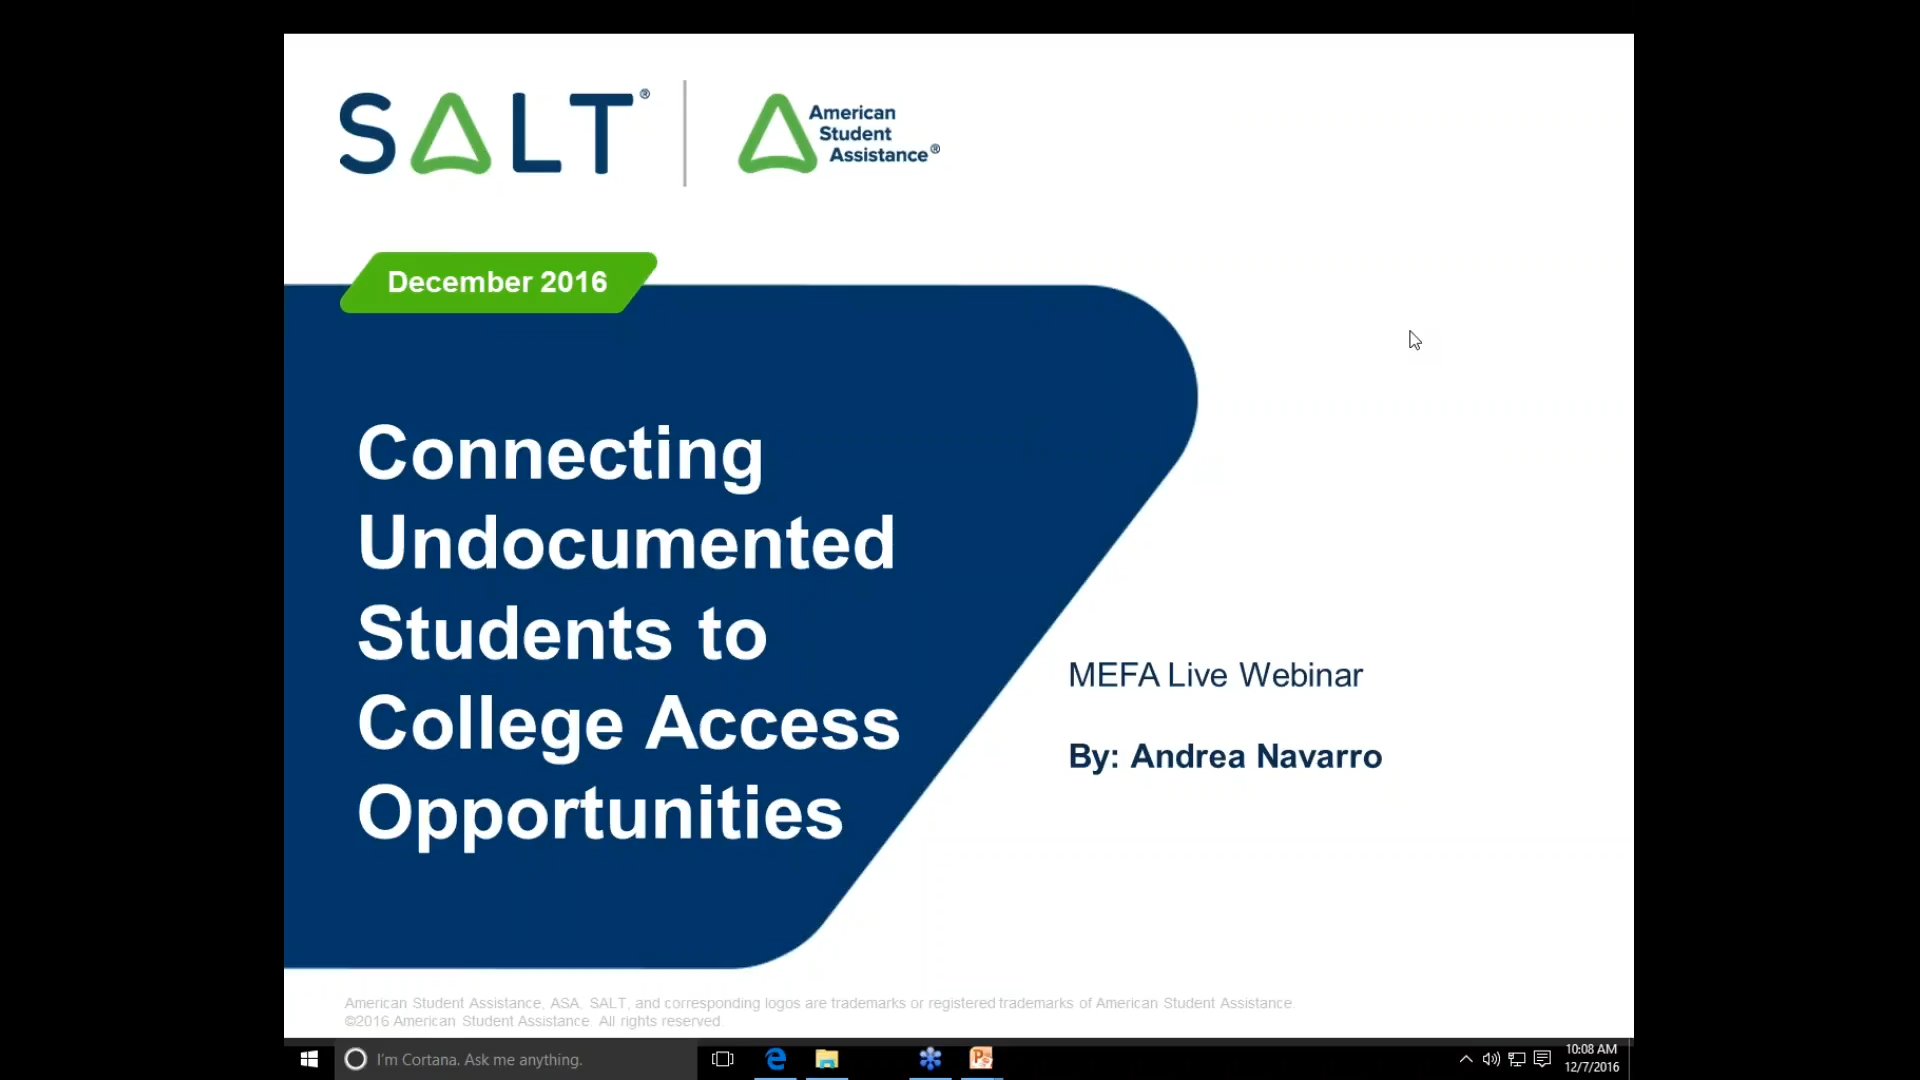 SALT®
American
Student
Assistance®
December 2016
Connecting
Undocumented
Students to
College Access
Opportunities
MEFA Live Webinar
By: Andrea Navarro
American Student Assistance, ASA, SALT, and corresponding logos are trademarks or registered trademarks of American Student Assistance.
©2016 American Student Assistance. All rights reserved.
I'm Cortana. Ask me anything.
10:08 AM
12/7/2016